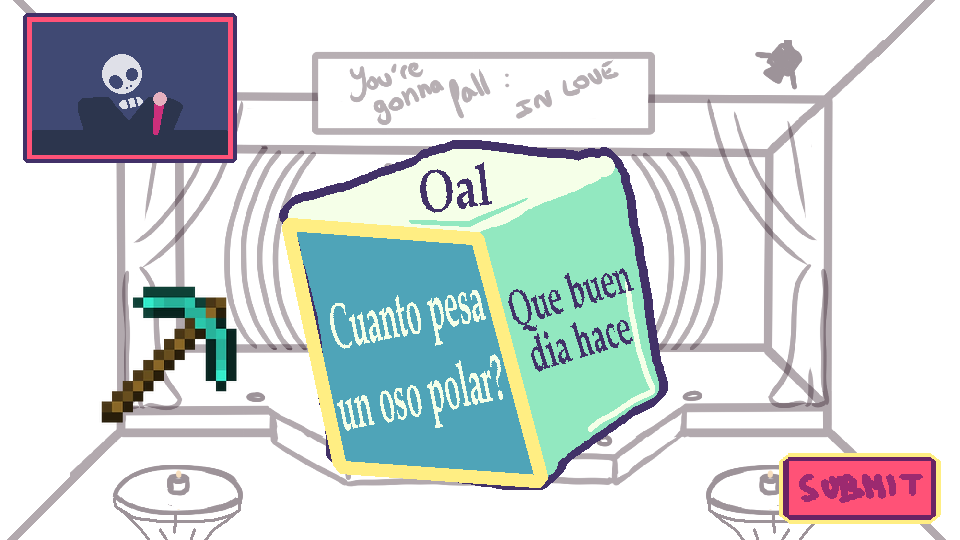 You're
gonna fall :
IN LOVE
Oal
Cuanto pesa
un oso polar?
Que buen
dia hace
SUBMIT